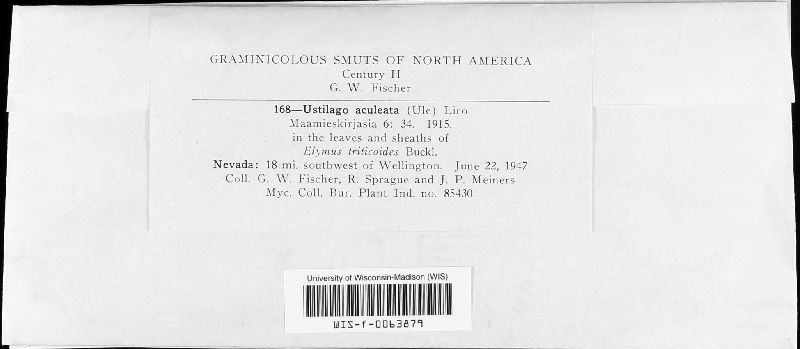 GRAMINICOLOUS SMUTS OF NORTH AMERICA
Century II
G. W. Fischer
168—Ustilago aculeata (Ule) Liro
Maamieskirjasia 6: 34. 1915.
in the leaves and sheaths of
Elymus triticoides Buckl.
Nevada: 18 mi. southwest of Wellington. June 22, 1947
Coll. G. W. Fischer, R. Sprague and J. P. Meiners
Myc. Coll. Bur. Plant Ind. no. 85430.
University of Wisconsin-Madison (WIS)
WIS-f-0063879